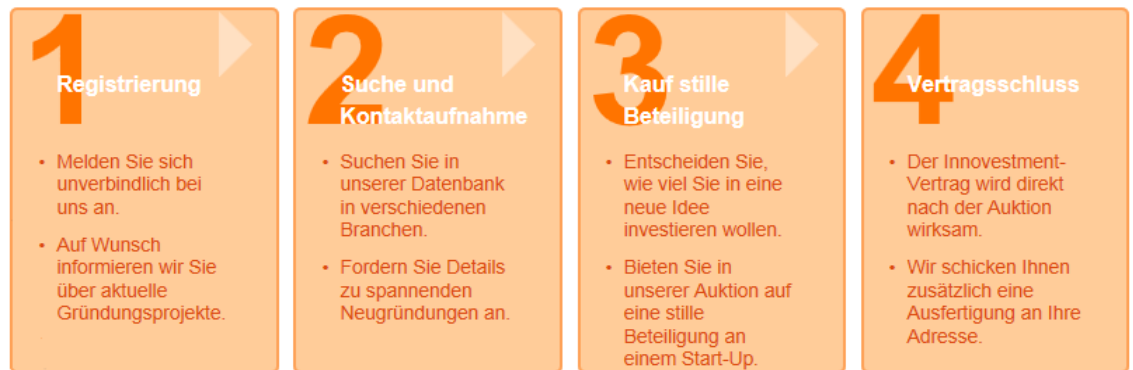 1
Registrierung
• Melden Sie sich
unverbindlich bei
uns an.
• Auf Wunsch
informieren wir Sie
über aktuelle
Gründungsprojekte.
2
Suche und
Kontaktaufnahme
• Suchen Sie in
unserer Datenbank
in verschiedenen
Branchen.
• Fordern Sie Details
zu spannenden
Neugründungen an.
3
Kauf stille
Beteiligung
• Entscheiden Sie,
wie viel Sie in eine
neue Idee
investieren wollen.
• Bieten Sie in
unserer Auktion auf
eine stille
Beteiligung an
einem Start-Up.
4
Vertragsschluss
• Der Innovestment-
Vertrag wird direkt
nach der Auktion
wirksam.
• Wir schicken Ihnen
zusätzlich eine
Ausfertigung an Ihre
Adresse.